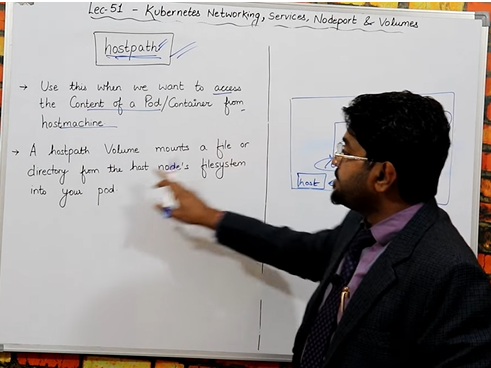 Lec-51 - Kubernetes Networking, Services, Nodeport & Volumes
hostpath
→ Use this when we want to access
the Content of a Pod/Container from
hostmachine
→ A hostpath Volume mounts a file or
directory from the host node's filesystem
into your pod
host